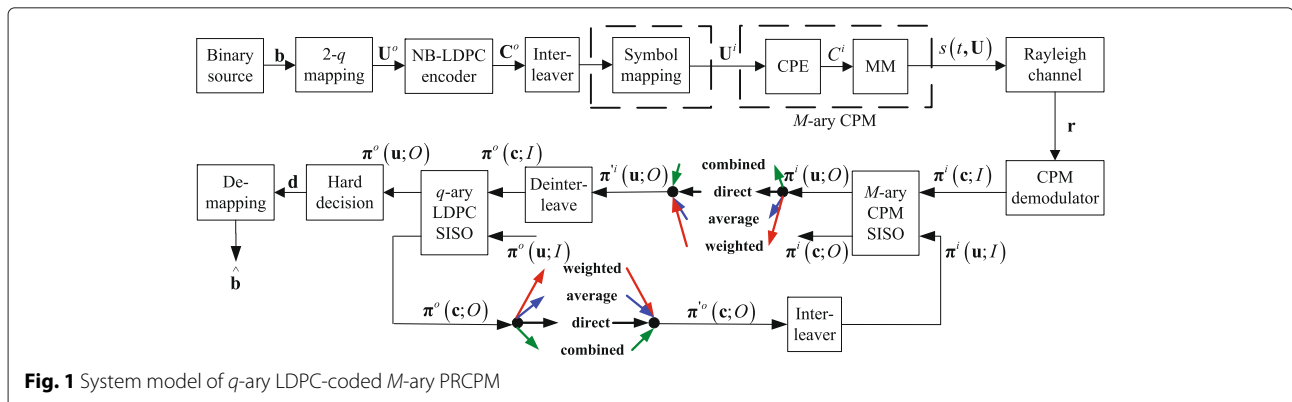 Binary source
b
2-q mapping
U^o
NB-LDPC encoder
C^o
Inter-leaver
Symbol mapping
U^i
CPE
C^i
MM
s(t, U)
Rayleigh channel
M-ary CPM
r
De-mapping
d
Hard decision
π^o(u;O)
q-ary LDPC SISO
π^o(c;I)
Deinter-leave
π'^i(u;O)
combined
direct
average
weighted
π^i(u;O)
π^i(c;O)
M-ary CPM SISO
π^i(c;I)
π^i(u;I)
CPM demodulator
π^o(u;I)
b̂
π^o(c;O)
weighted
average
direct
combined
π'^o(c;O)
Inter-leaver
Fig. 1 System model of q-ary LDPC-coded M-ary PRCPM